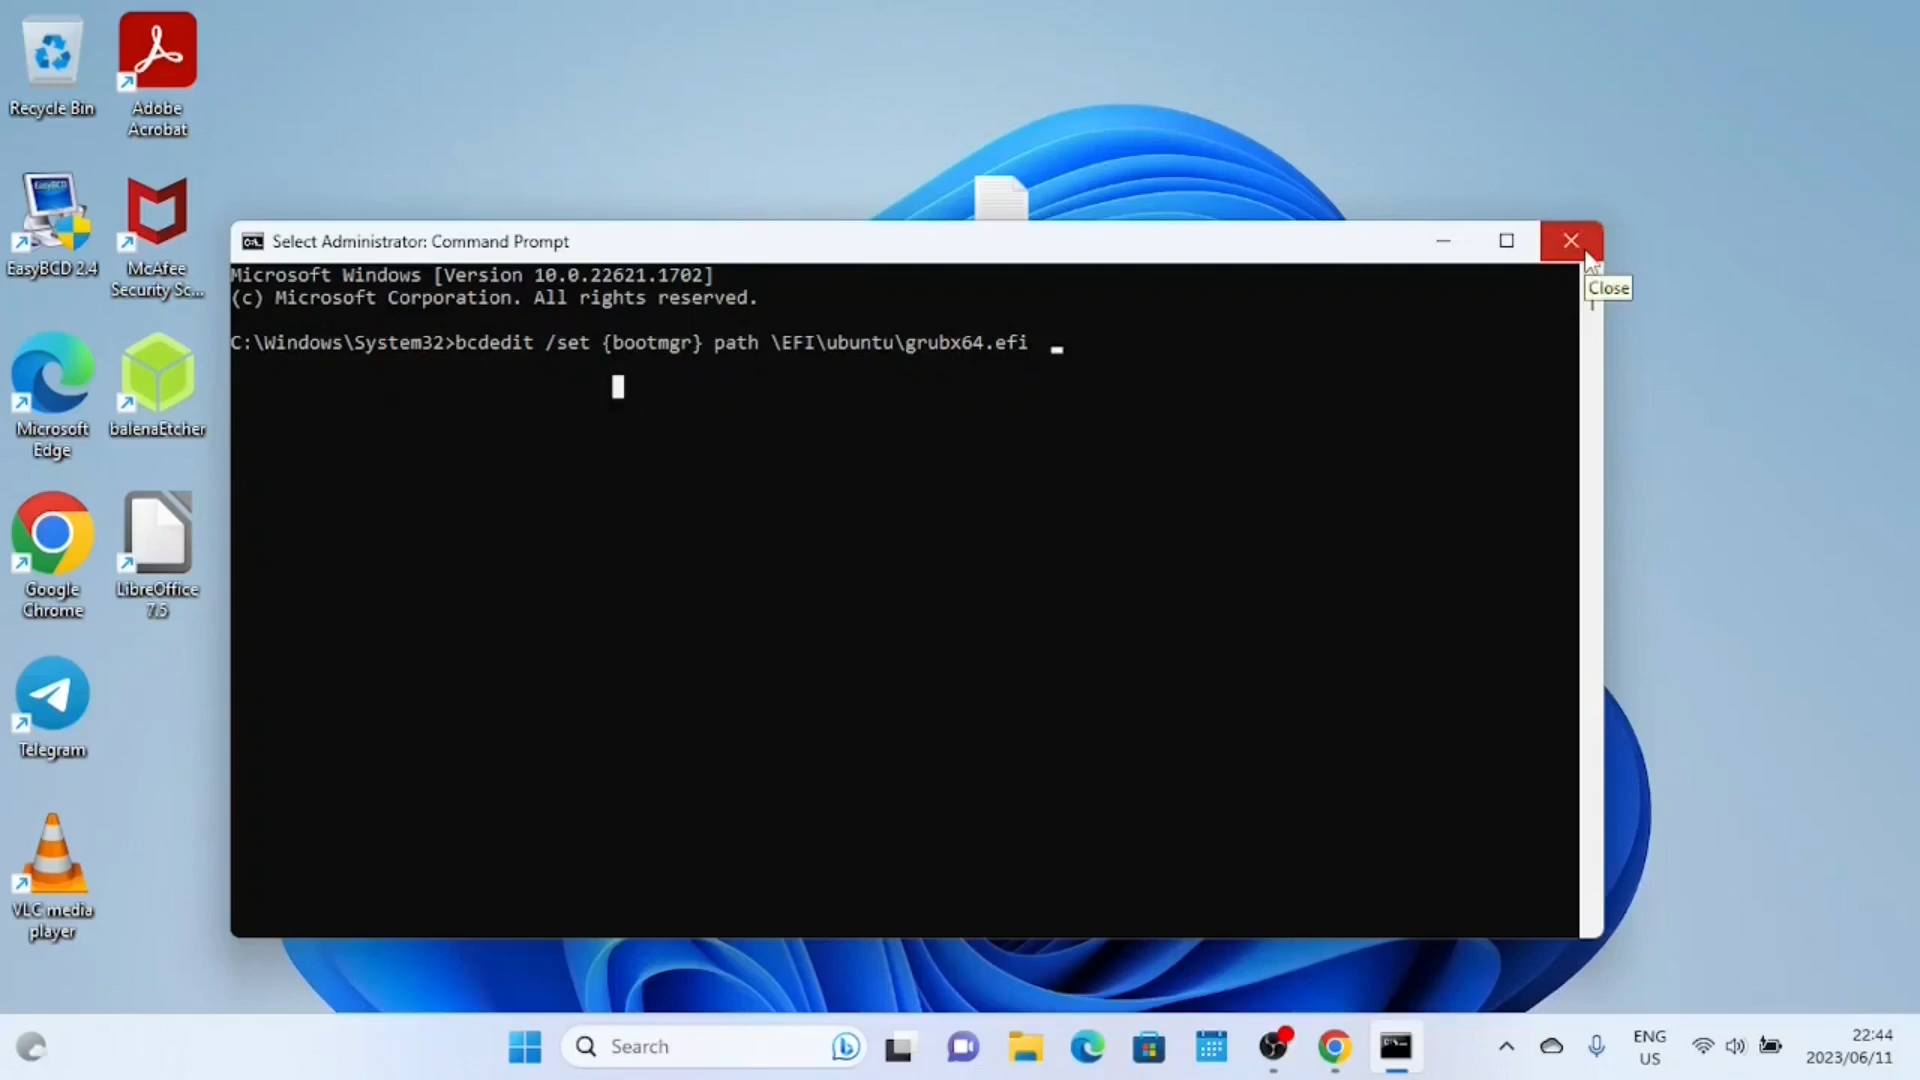 Recycle Bin
Adobe
Acrobat
EasyBCD
EasyBCD 2.4
McAfee
Security Sc...
Microsoft
Edge
balenaEtcher
Google
Chrome
LibreOffice
7.5
Telegram
VLC media
player
Select Administrator: Command Prompt
Close
Microsoft Windows [Version 10.0.22621.1702]
(c) Microsoft Corporation. All rights reserved.
C:\Windows\System32>bcdedit /set {bootmgr} path \EFI\ubuntu\grubx64.efi
Search
ENG
US
22:44
2023/06/11